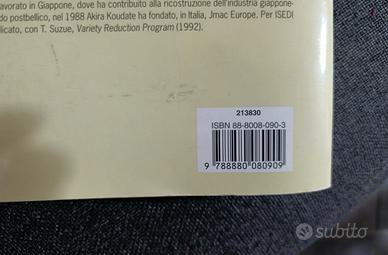 avorato in Giappone, dove ha contribuito alla ricostruzione dell'industria giappone-
do postbellico, nel 1988 Akira Koudate ha fondato, in Italia, Jmac Europe. Per ISEDI
licato, con T. Suzue, Variety Reduction Program (1992).
213830
ISBN 88-8008-090-3
9 788880 080909
subito